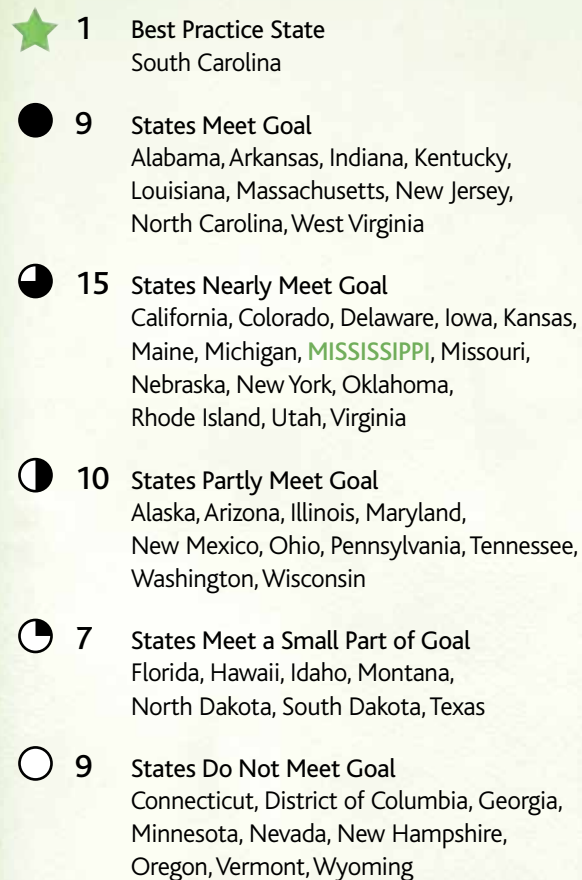 1 Best Practice State
South Carolina
9 States Meet Goal
Alabama, Arkansas, Indiana, Kentucky,
Louisiana, Massachusetts, New Jersey,
North Carolina, West Virginia
15 States Nearly Meet Goal
California, Colorado, Delaware, Iowa, Kansas,
Maine, Michigan, MISSISSIPPI, Missouri,
Nebraska, New York, Oklahoma,
Rhode Island, Utah, Virginia
10 States Partly Meet Goal
Alaska, Arizona, Illinois, Maryland,
New Mexico, Ohio, Pennsylvania, Tennessee,
Washington, Wisconsin
7 States Meet a Small Part of Goal
Florida, Hawaii, Idaho, Montana,
North Dakota, South Dakota, Texas
9 States Do Not Meet Goal
Connecticut, District of Columbia, Georgia,
Minnesota, Nevada, New Hampshire,
Oregon, Vermont, Wyoming